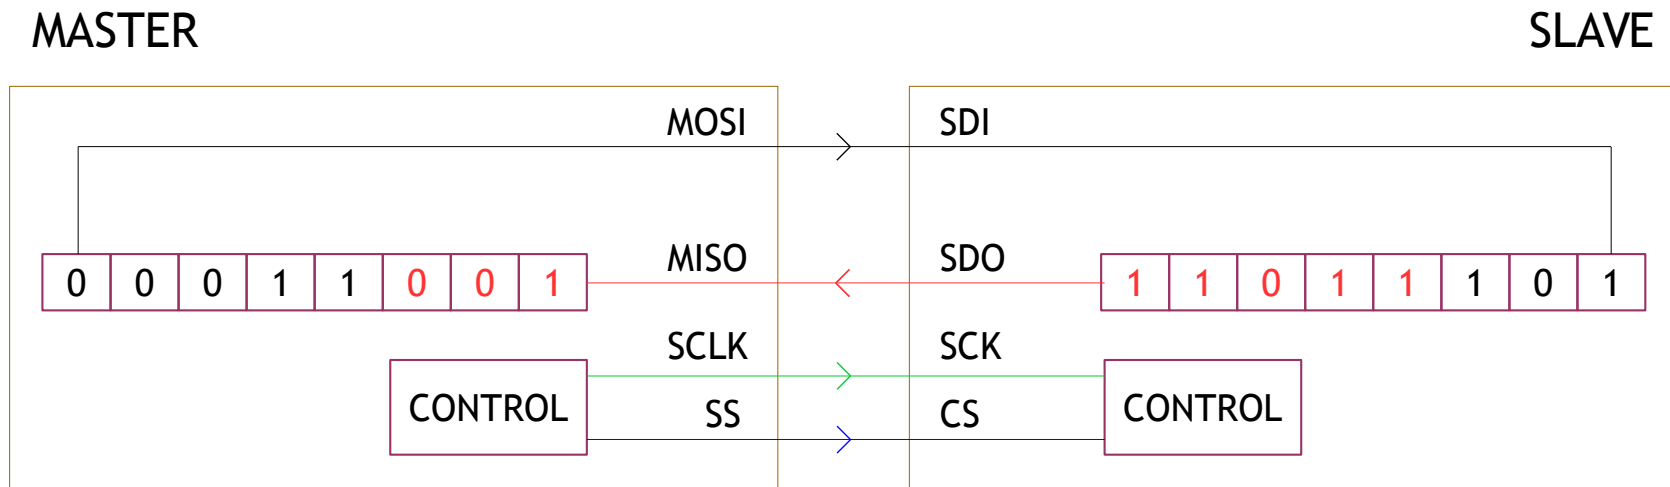 MASTER SLAVE
MOSI SDI
0 0 0 1 1 0 0 1 MISO SDO 1 1 0 1 1 1 0 1
SCLK SCK
CONTROL SS CS CONTROL